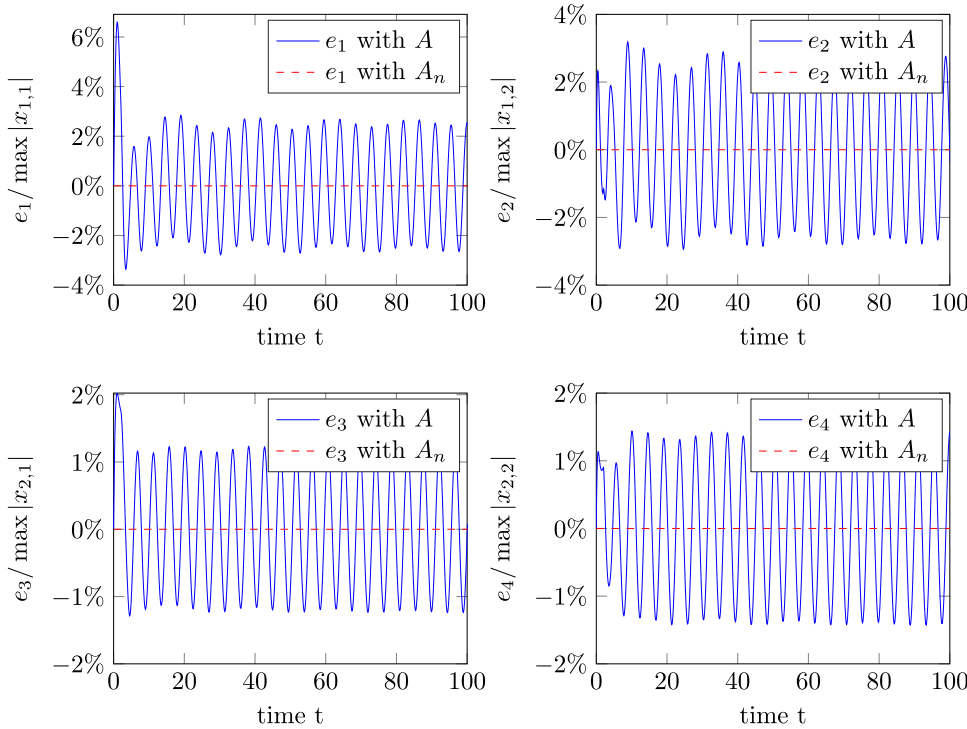 e₁/ max |x₁,₁|
6%
4%
2%
0%
−2%
−4%
0 20 40 60 80 100
time t
e₁ with A
e₁ with Aₙ
e₂/ max |x₁,₂|
4%
2%
0%
−2%
−4%
0 20 40 60 80 100
time t
e₂ with A
e₂ with Aₙ
e₃/ max |x₂,₁|
2%
1%
0%
−1%
−2%
0 20 40 60 80 100
time t
e₃ with A
e₃ with Aₙ
e₄/ max |x₂,₂|
2%
1%
0%
−1%
−2%
0 20 40 60 80 100
time t
e₄ with A
e₄ with Aₙ